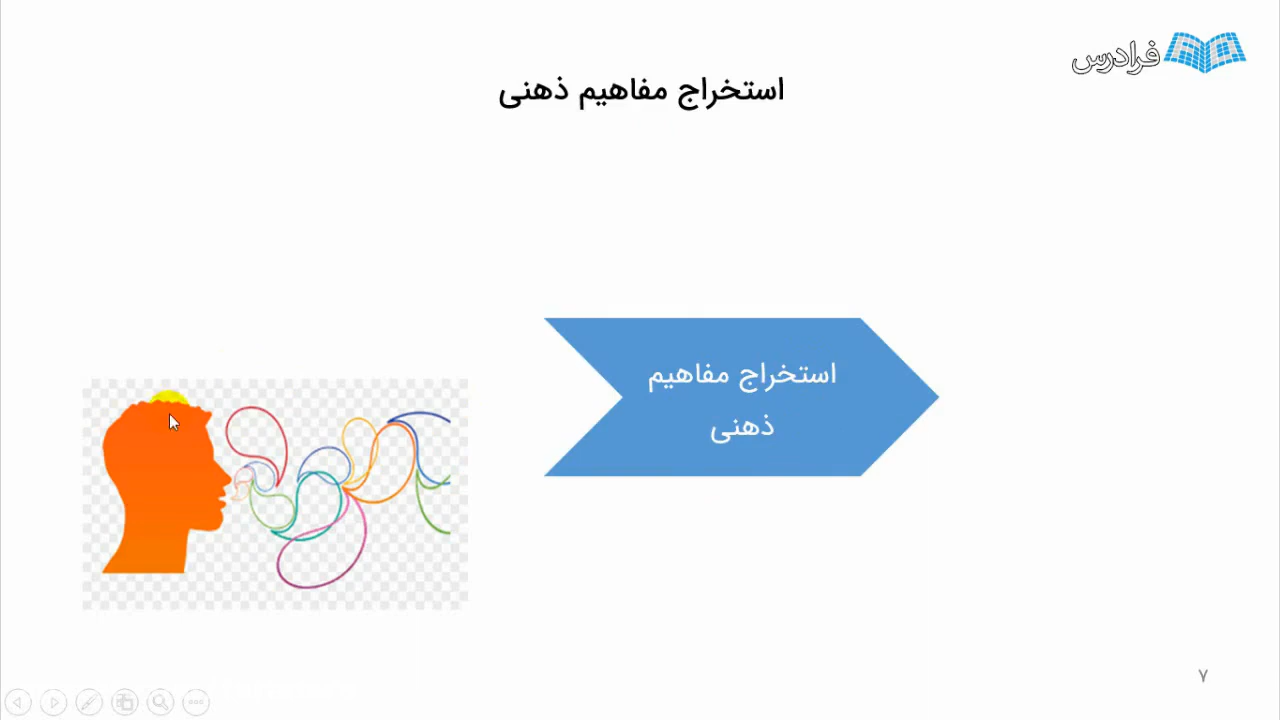 فرادرس
استخراج مفاهیم ذهنی
استخراج مفاهیم
ذهنی
۷